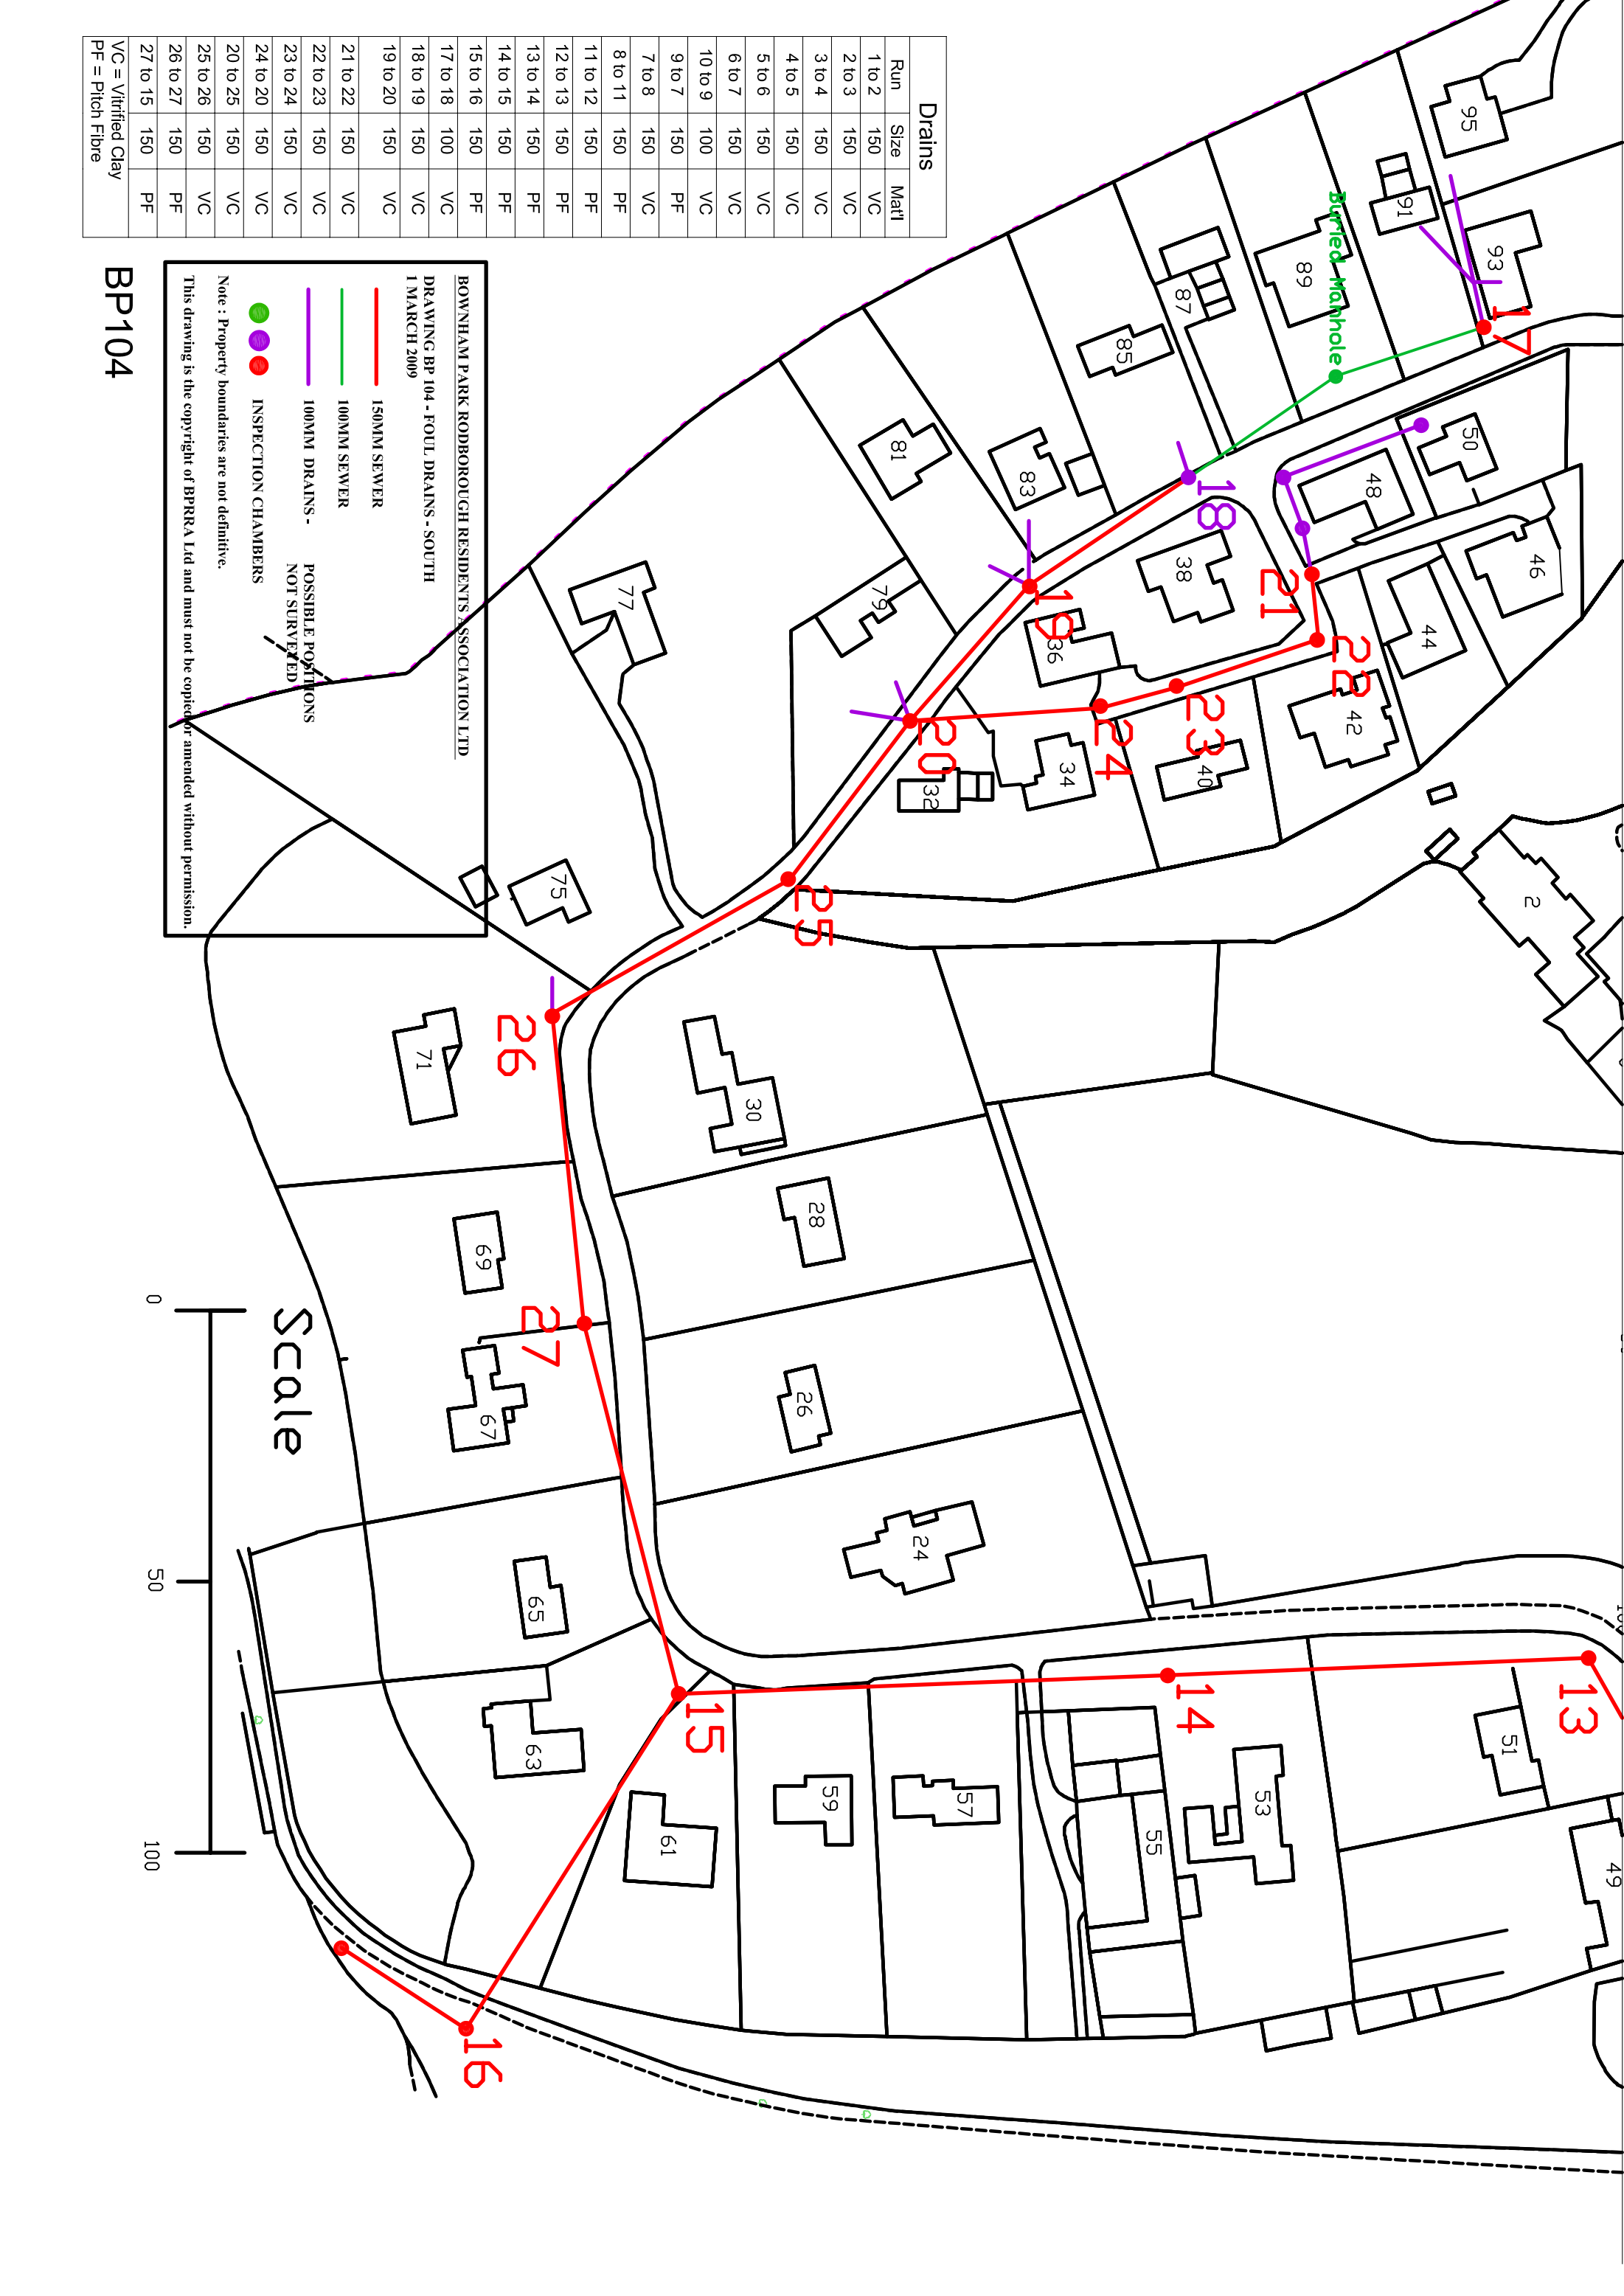 Drains
Run Size Mat'l
1 to 2 150 VC
2 to 3 150 VC
3 to 4 150 VC
4 to 5 150 VC
5 to 6 150 VC
6 to 7 150 VC
10 to 9 100 VC
9 to 7 150 PF
7 to 8 150 VC
8 to 11 150 PF
11 to 12 150 PF
12 to 13 150 PF
13 to 14 150 PF
14 to 15 150 PF
15 to 16 150 PF
17 to 18 100 VC
18 to 19 150 VC
19 to 20 150 VC
21 to 22 150 VC
22 to 23 150 VC
23 to 24 150 VC
24 to 20 150 VC
20 to 25 150 VC
25 to 26 150 VC
26 to 27 150 PF
27 to 15 150 PF
VC = Vitrified Clay
PF = Pitch Fibre
BOWNHAM PARK RODBOROUGH RESIDENTS ASSOCIATION LTD
DRAWING BP 104 - FOUL DRAINS - SOUTH
1 MARCH 2009
150MM SEWER
100MM SEWER
100MM DRAINS - POSSIBLE POSITIONS
NOT SURVEYED
INSPECTION CHAMBERS
Note : Property boundaries are not definitive.
This drawing is the copyright of BPRRA Ltd and must not be copied or amended without permission.
BP104
Scale
0
50
100
Buried Manhole
95
91
93
89
87
85
83
81
79
77
75
71
69
67
65
63
61
59
57
55
53
51
49
50
48
46
44
42
40
38
36
34
32
30
28
26
24
2
13
14
15
16
17
18
19
20
21
22
23
24
25
26
27